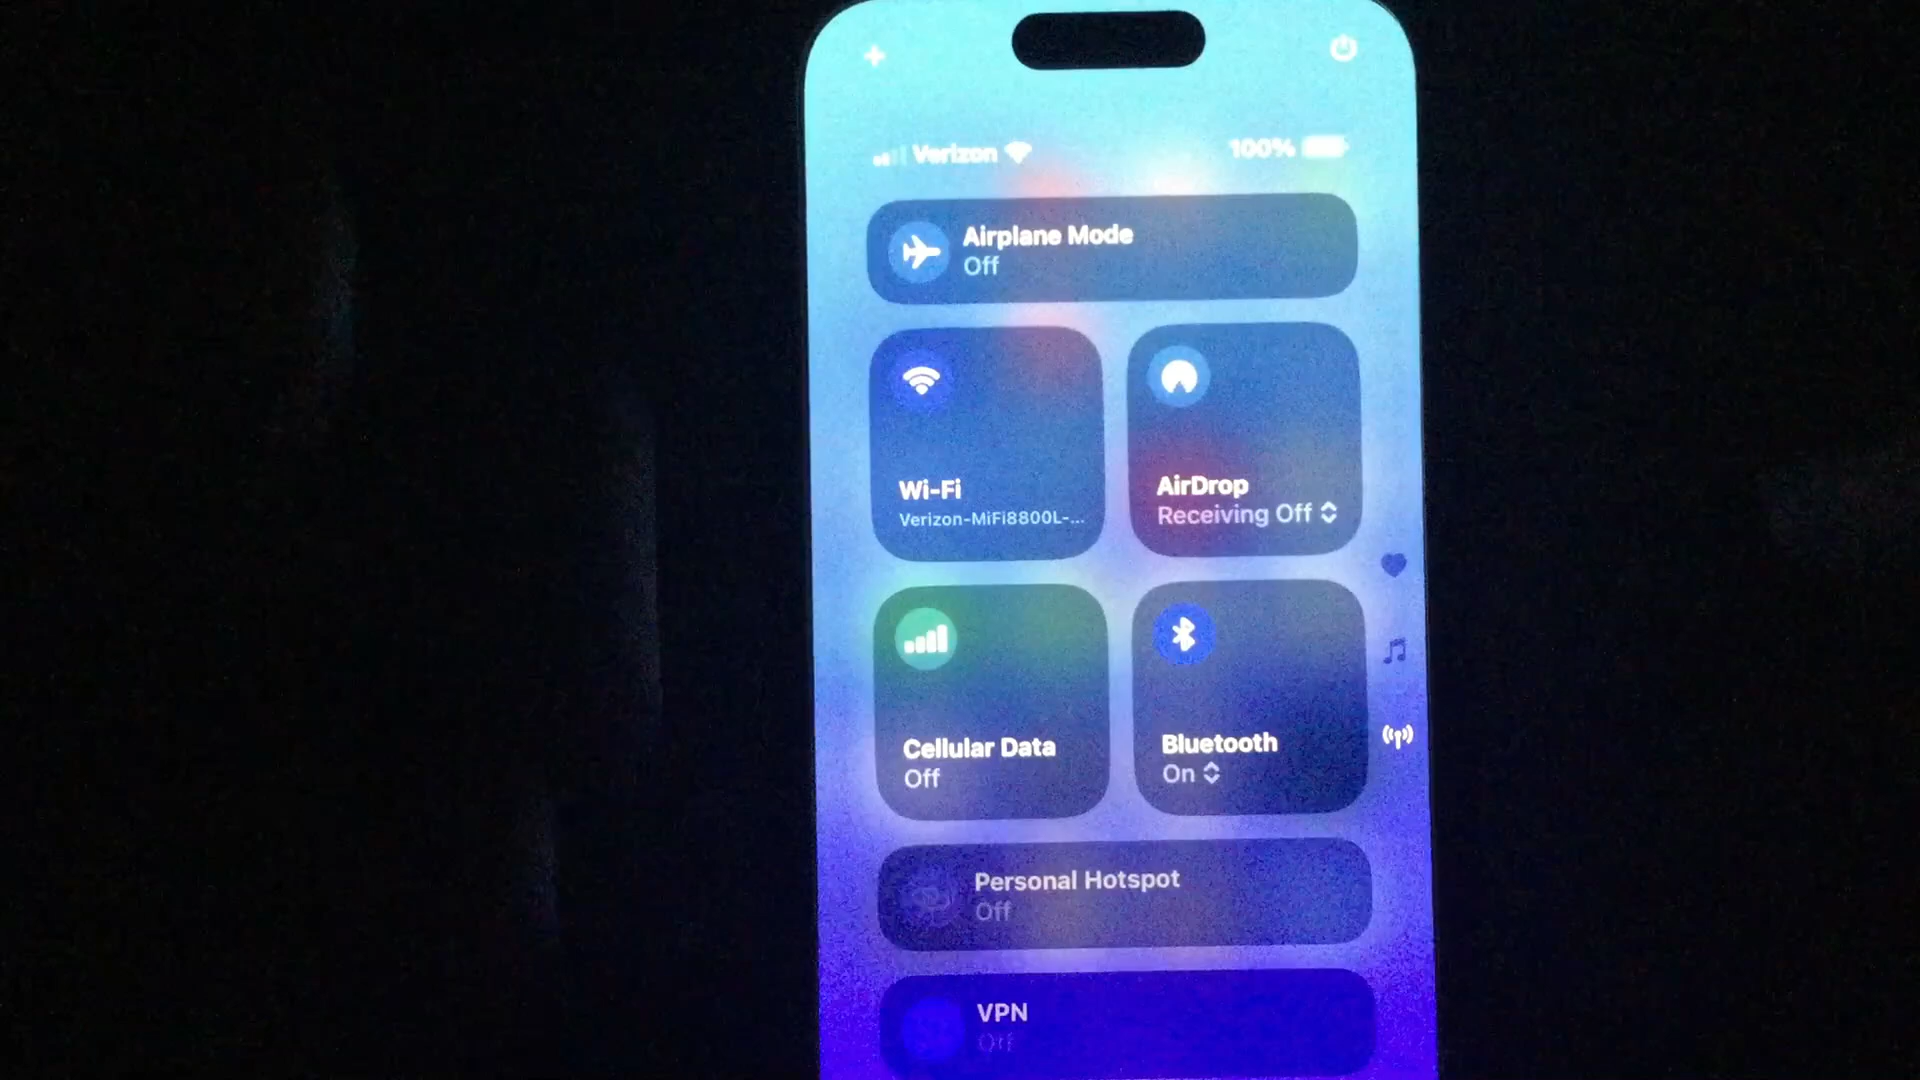 Verizon 100%
Airplane Mode
Off
Wi-Fi
Verizon-MiFi8800L-...
AirDrop
Receiving Off
Cellular Data
Off
Bluetooth
On
Personal Hotspot
Off
VPN
Off